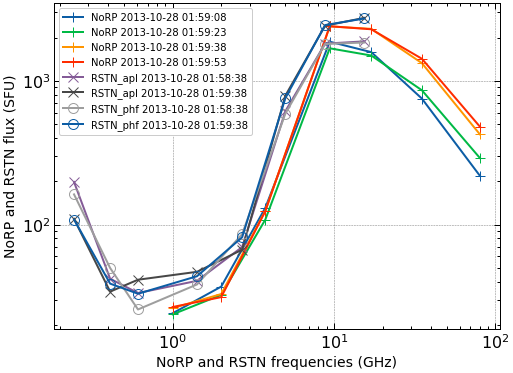 NoRP 2013-10-28 01:59:08
NoRP 2013-10-28 01:59:23
NoRP 2013-10-28 01:59:38
NoRP 2013-10-28 01:59:53
RSTN_apl 2013-10-28 01:58:38
RSTN_apl 2013-10-28 01:59:38
RSTN_phf 2013-10-28 01:58:38
RSTN_phf 2013-10-28 01:59:38
NoRP and RSTN flux (SFU)
10³
10²
10⁰ 10¹ 10²
NoRP and RSTN frequencies (GHz)